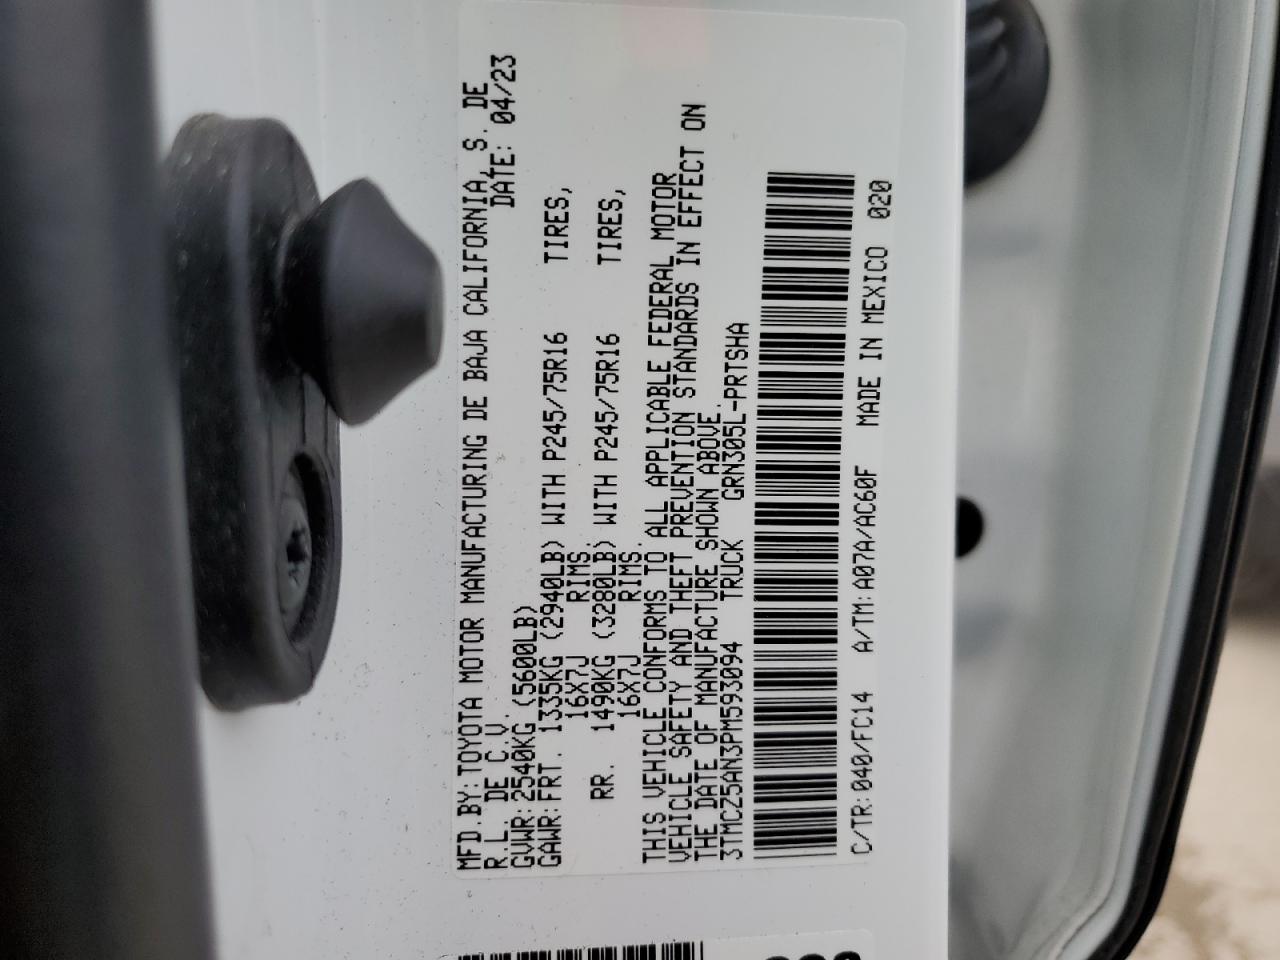 MFD.BY:TOYOTA MOTOR MANUFACTURING DE BAJA CALIFORNIA, S. DE
R.L. DE C.V. DATE: 04/23
GVWR:2540KG (5600LB)
GAWR:FRT. 1335KG (2940LB) WITH P245/75R16 TIRES,
16X7J RIMS.
RR. 1490KG (3280LB) WITH P245/75R16 TIRES,
16X7J RIMS.
THIS VEHICLE CONFORMS TO ALL APPLICABLE FEDERAL MOTOR
VEHICLE SAFETY AND THEFT PREVENTION STANDARDS IN EFFECT ON
THE DATE OF MANUFACTURE SHOWN ABOVE.
3TMCZ5AN3PM593094 TRUCK GRN305L-PRTSHA
C/TR:040/FC14 A/TM:A07A/AC60F MADE IN MEXICO 020